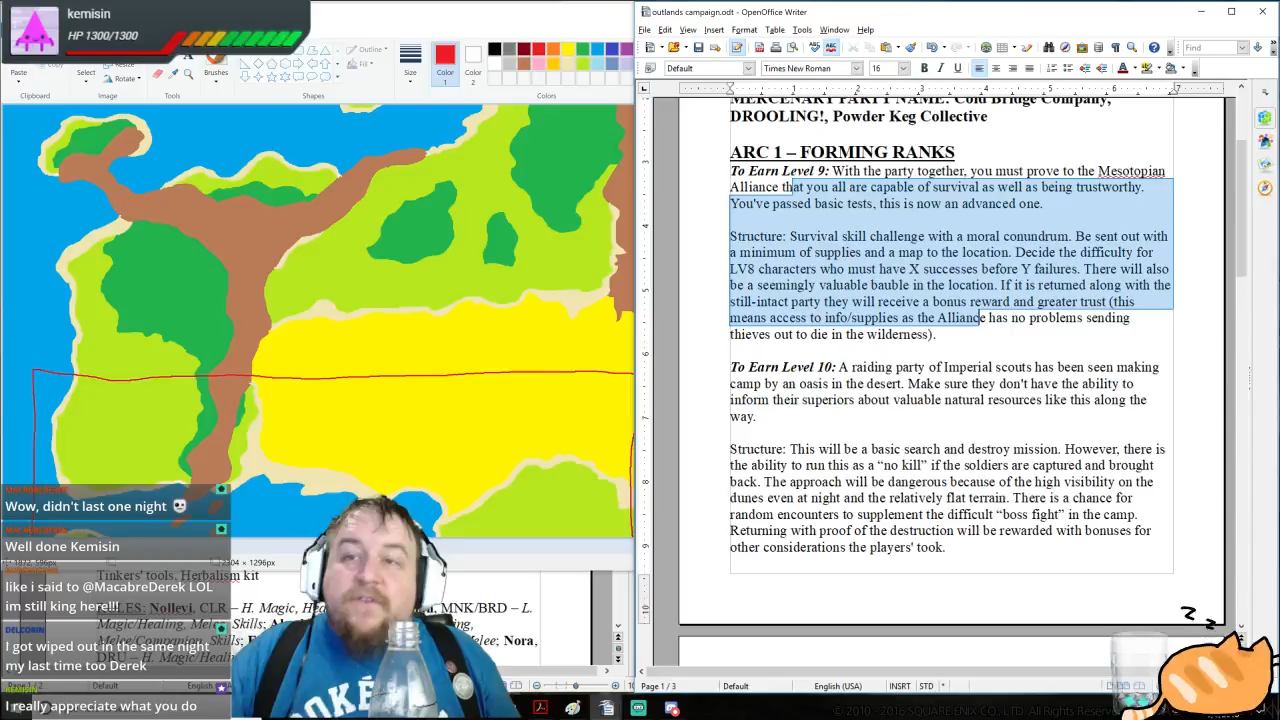 kemisin
HP 1300/1300
Paste
Select
Rotate
Brushes
Outline
Fill
Size
Color
1
Color
2
Clipboard
Image
Tools
Shapes
Colors
Wow, didn't last one night
Well done Kemisin
like i said to @MacabreDerek LOL
im still king here!!!
DELCORIN
I got wiped out in the same night
my last time too Derek
KEMISIN
I really appreciate what you do
Tinkers' tools, Herbalism kit
Nollevi, CLR – H. Magic,
MNK/BRD – L.
Magic/Healing,
Skills
Nora,
English
outlands campaign.odt - OpenOffice Writer
File Edit View Insert Format Table Tools Window Help
Find
Default
Times New Roman
16
MERCENARY PARTY NAME: Cold Bridge Company,
DROOLING!, Powder Keg Collective
ARC 1 – FORMING RANKS
To Earn Level 9: With the party together, you must prove to the Mesotopian
Alliance that you all are capable of survival as well as being trustworthy.
You've passed basic tests, this is now an advanced one.
Structure: Survival skill challenge with a moral conundrum. Be sent out with
a minimum of supplies and a map to the location. Decide the difficulty for
LV8 characters who must have X successes before Y failures. There will also
be a seemingly valuable bauble in the location. If it is returned along with the
still-intact party they will receive a bonus reward and greater trust (this
means access to info/supplies as the Alliance has no problems sending
thieves out to die in the wilderness).
To Earn Level 10: A raiding party of Imperial scouts has been seen making
camp by an oasis in the desert. Make sure they don't have the ability to
inform their superiors about valuable natural resources like this along the
way.
Structure: This will be a basic search and destroy mission. However, there is
the ability to run this as a “no kill” if the soldiers are captured and brought
back. The approach will be dangerous because of the high visibility on the
dunes even at night and the relatively flat terrain. There is a chance for
random encounters to supplement the difficult “boss fight” in the camp.
Returning with proof of the destruction will be rewarded with bonuses for
other considerations the players' took.
Page 1 / 3
Default
English (USA)
INSRT
STD